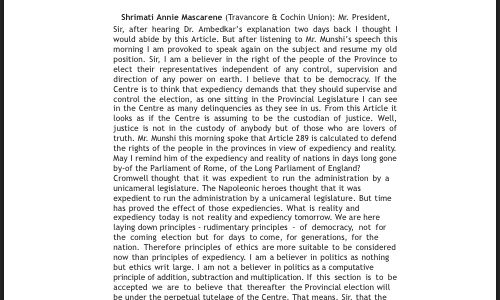 Shrimati Annie Mascarene (Travancore & Cochin Union): Mr. President,
Sir, after hearing Dr. Ambedkar's explanation two days back I thought I
would abide by this Article. But after listening to Mr. Munshi's speech this
morning I am provoked to speak again on the subject and resume my old
position. Sir, I am a believer in the right of the people of the Province to
elect their representatives independent of any control, supervision and
direction of any power on earth. I believe that to be democracy. If the
Centre is to think that expediency demands that they should supervise and
control the election, as one sitting in the Provincial Legislature I can see
in the Centre as many delinquencies as they see in us. From this Article it
looks as if the Centre is assuming to be the custodian of justice. Well,
justice is not in the custody of anybody but of those who are lovers of
truth. Mr. Munshi this morning spoke that Article 289 is calculated to defend
the rights of the people in the provinces in view of expediency and reality.
May I remind him of the expediency and reality of nations in days long gone
by-of the Parliament of Rome, of the Long Parliament of England?
Cromwell thought that it was expedient to run the administration by a
unicameral legislature. The Napoleonic heroes thought that it was
expedient to run the administration by a unicameral legislature. But time
has proved the effect of those expediencies. What is reality and
expediency today is not reality and expediency tomorrow. We are here
laying down principles - rudimentary principles - of democracy, not for
the coming election but for days to come, for generations, for the
nation. Therefore principles of ethics are more suitable to be considered
now than principles of expediency. I am a believer in politics as nothing
but ethics writ large. I am not a believer in politics as a computative
principle of addition, subtraction and multiplication. If this section is to be
accepted we are to believe that thereafter the Provincial election will
be under the perpetual tutelage of the Centre. That means, Sir, that the